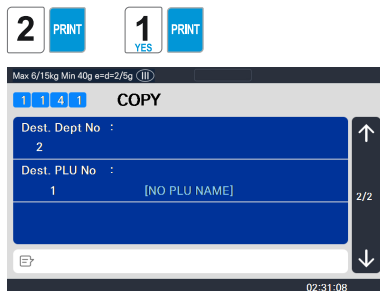 2 PRINT 1 YES PRINT
Max 6/15kg Min 40g e=d=2/5g III
1 1 4 1 COPY
Dest. Dept No :
2
Dest. PLU No :
1 [NO PLU NAME]
2/2
02:31:08